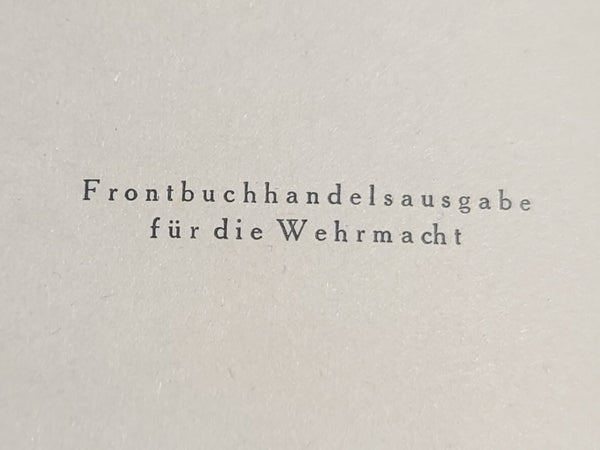 Frontbuchhandelsausgabe
für die Wehrmacht